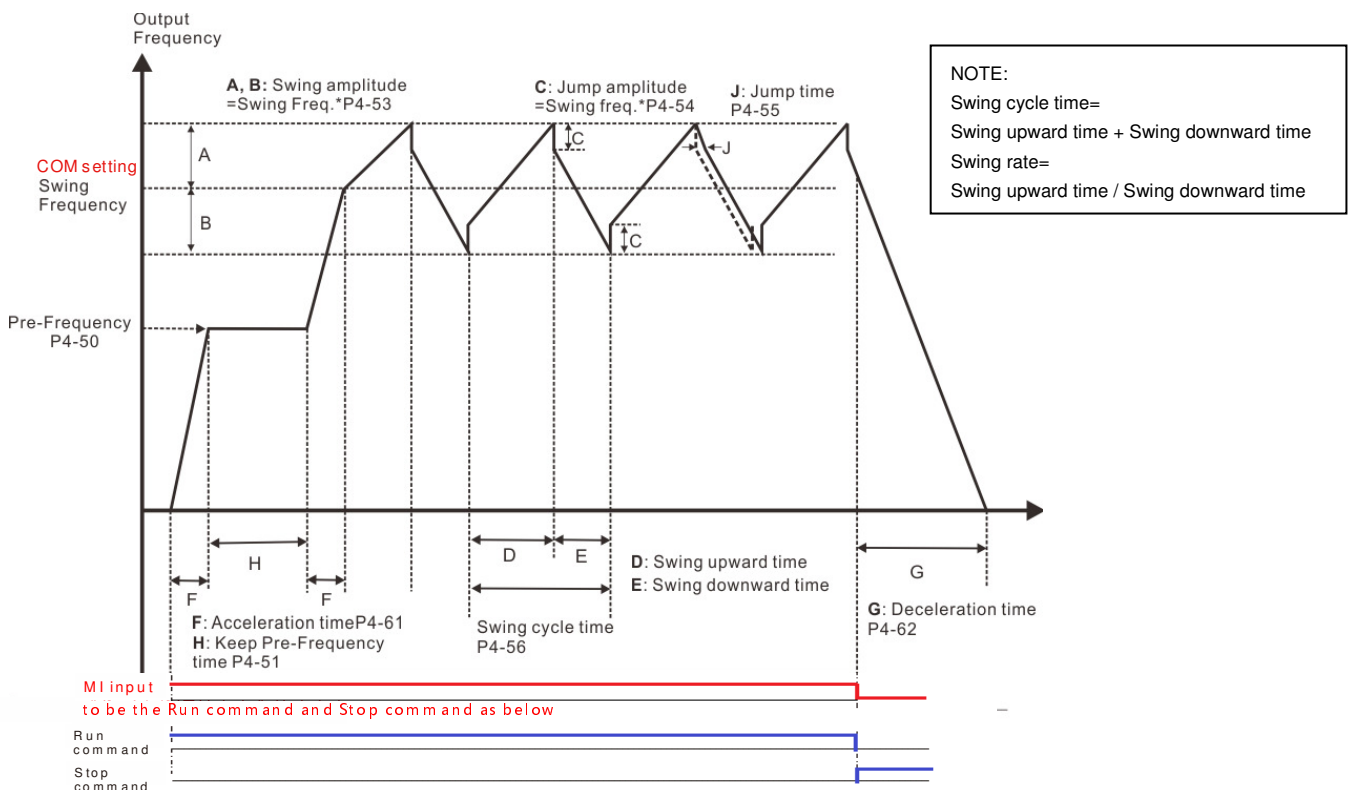 Output
Frequency
A, B: Swing amplitude
=Swing Freq.*P4-53
C: Jump amplitude
=Swing freq.*P4-54
J: Jump time
P4-55
NOTE:
Swing cycle time=
Swing upward time + Swing downward time
Swing rate=
Swing upward time / Swing downward time
A
C
J
COM setting
Swing
Frequency
B
C
Pre-Frequency
P4-50
H
D
E
F
F
D: Swing upward time
E: Swing downward time
G
F: Acceleration timeP4-61
H: Keep Pre-Frequency
time P4-51
Swing cycle time
P4-56
G: Deceleration time
P4-62
MI input
to be the Run command and Stop command as below
Run
command
Stop
command